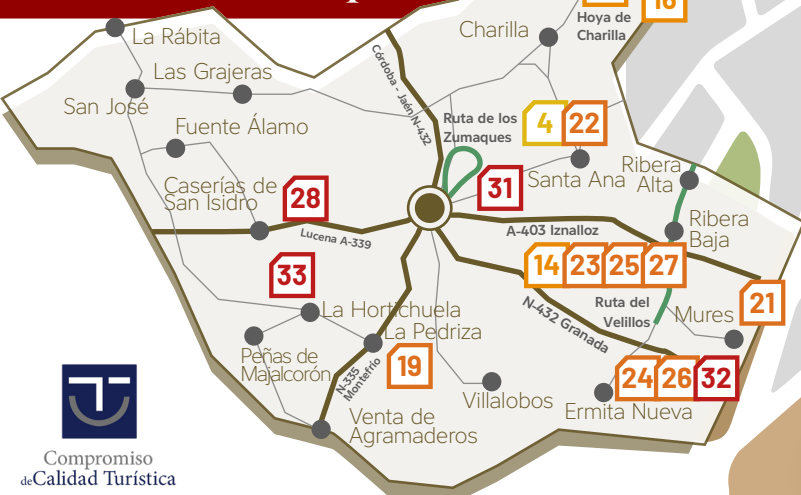 Hoya de
Charilla
Charilla
La Rábita
Las Grajeras
San José
Córdoba - Jaén N-432
Ruta de los
Zumaques
4
22
Fuente Álamo
Santa Ana
Ribera
Alta
Caserías de
San Isidro
28
31
Ribera
Baja
Lucena A-339
A-403 Iznalloz
33
14
23
25
27
21
La Hortichuela
N-432 Granada
Ruta del
Velillos
Mures
La Pedriza
Peñas de
Majalcorón
N-335
Montefrío
19
24
26
32
Villalobos
Ermita Nueva
Venta de
Agramaderos
Compromiso
deCalidad Turística